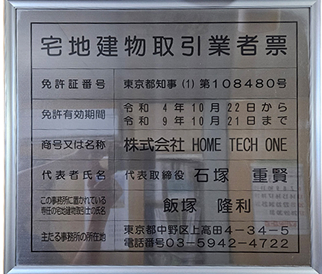 宅地建物取引業者票
免許証番号 東京都知事(1)第108480号
免許有効期間 令和 4年10月22日から
令和 9年10月21日まで
商号又は名称 株式会社 HOME TECH ONE
代表者氏名 代表取締役 石塚 重賢
この事務所に置かれている
専任の宅地建物取引士の氏名 飯塚 隆利
主たる事務所の所在地 東京都中野区上高田4-34-5
電話番号03-5942-4722